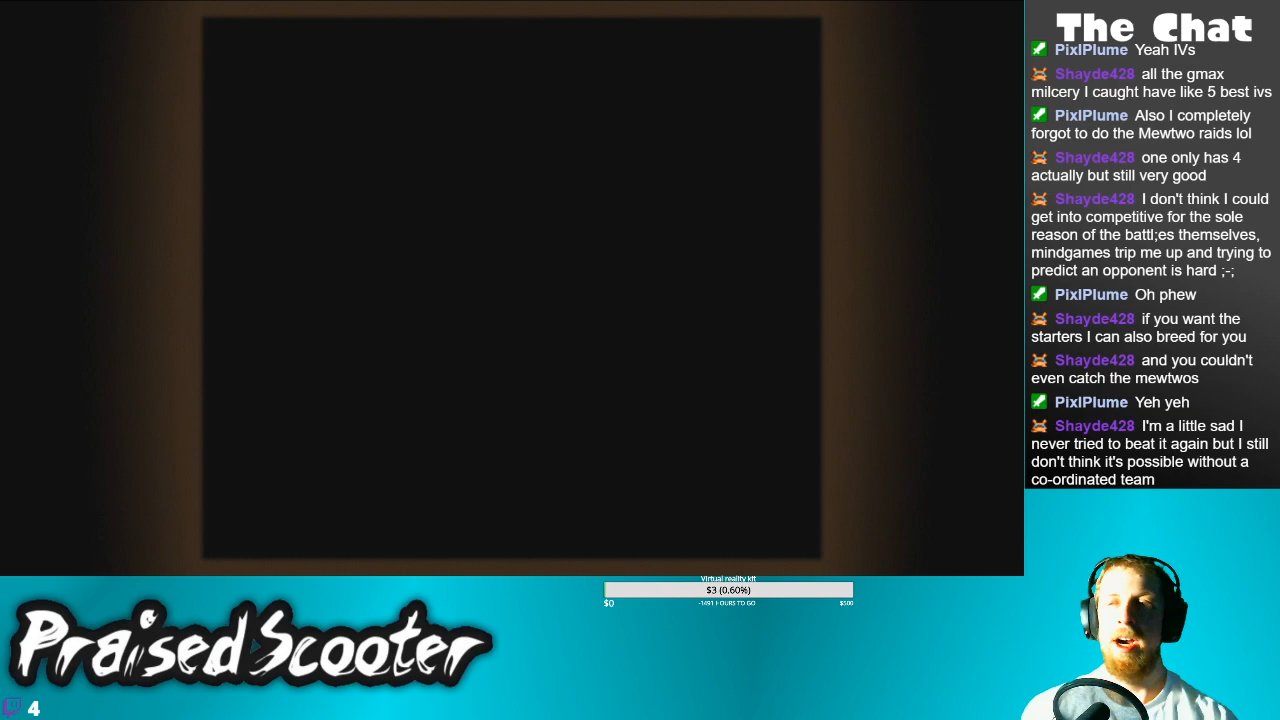 The Chat
PixlPlume Yeah IVs
Shayde428 all the gmax
milcery I caught have like 5 best ivs
PixlPlume Also I completely
forgot to do the Mewtwo raids lol
Shayde428 one only has 4
actually but still very good
Shayde428 I don't think I could
get into competitive for the sole
reason of the battl;es themselves,
mindgames trip me up and trying to
predict an opponent is hard ;-;
PixlPlume Oh phew
Shayde428 if you want the
starters I can also breed for you
Shayde428 and you couldn't
even catch the mewtwos
PixlPlume Yeh yeh
Shayde428 I'm a little sad I
never tried to beat it again but I still
don't think it's possible without a
co-ordinated team
Virtual reality kit
$3 (0.60%)
$0 -1491 HOURS TO GO $500
PraisedScooter
4